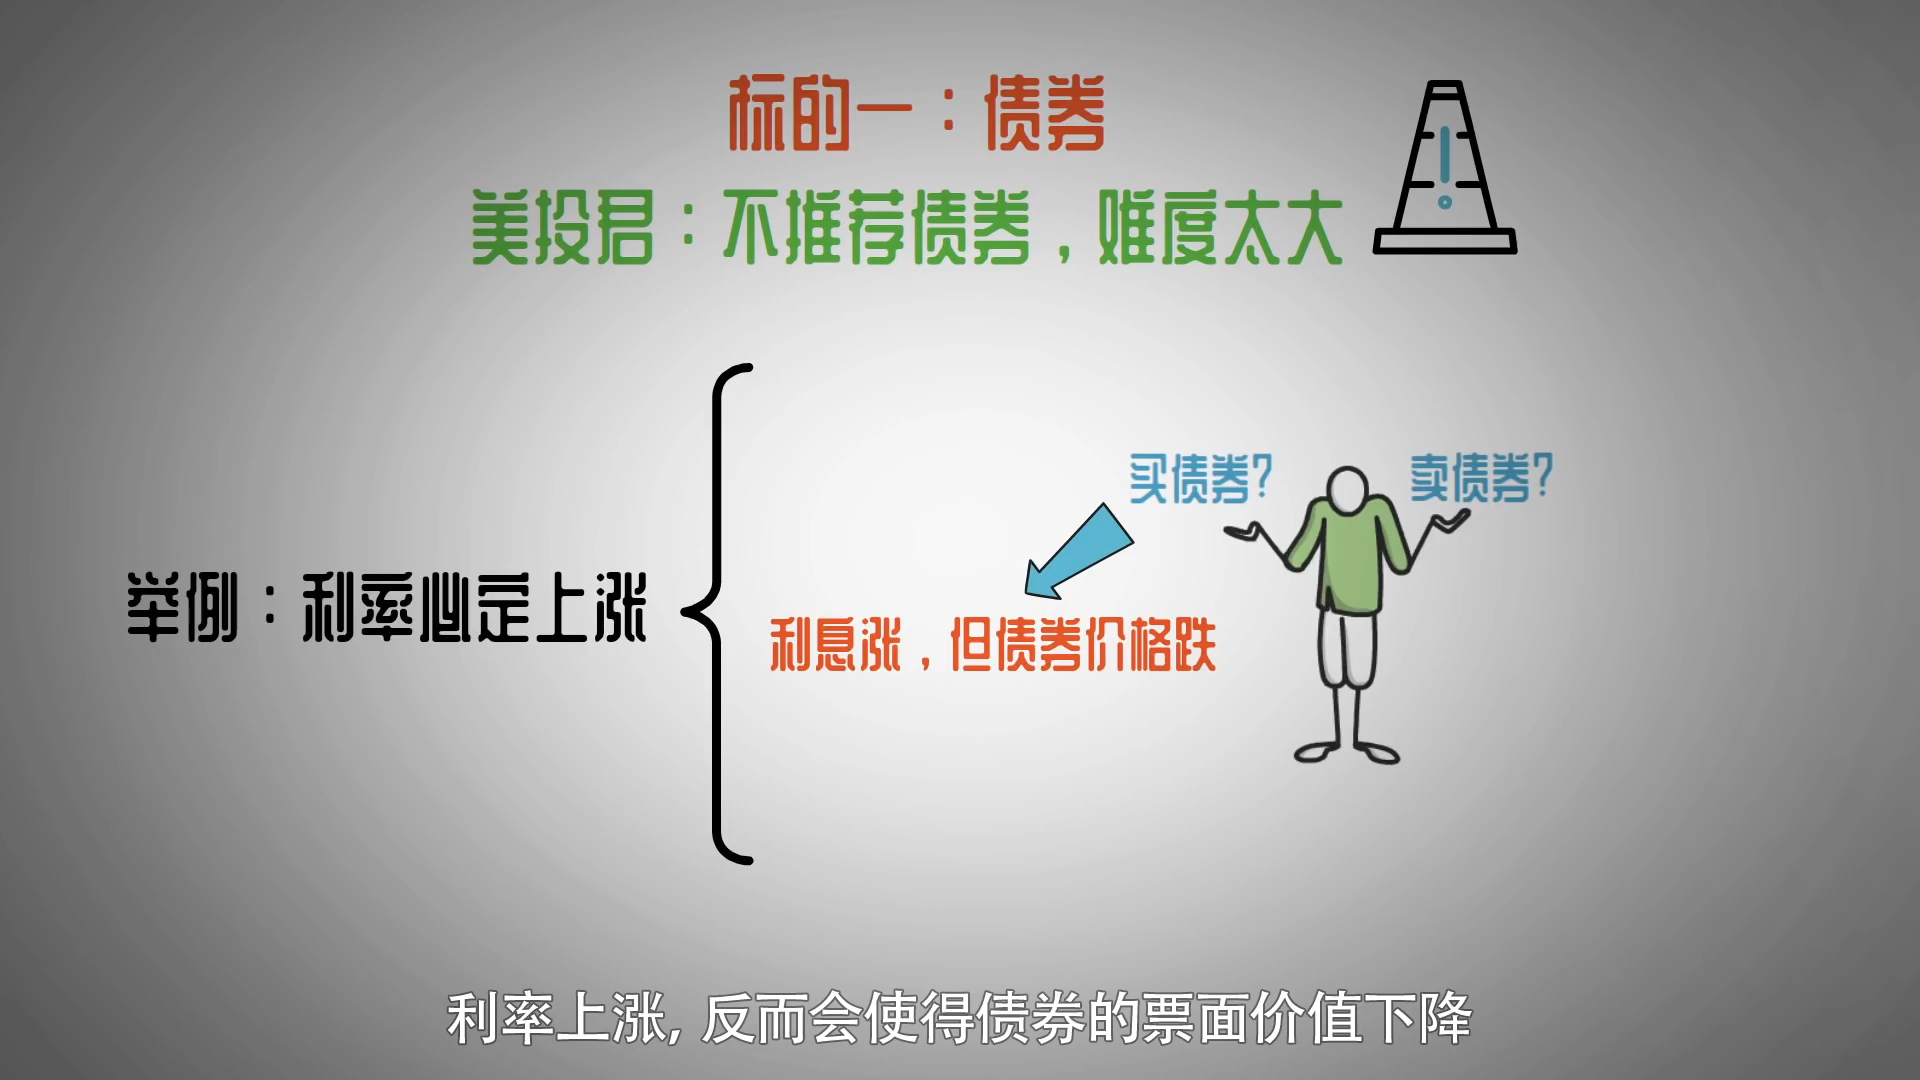 标的一：债券
美投君：不推荐债券，难度太大
买债券？
卖债券？
举例：利率必定上涨
利息涨，但债券价格跌
利率上涨, 反而会使得债券的票面价值下降